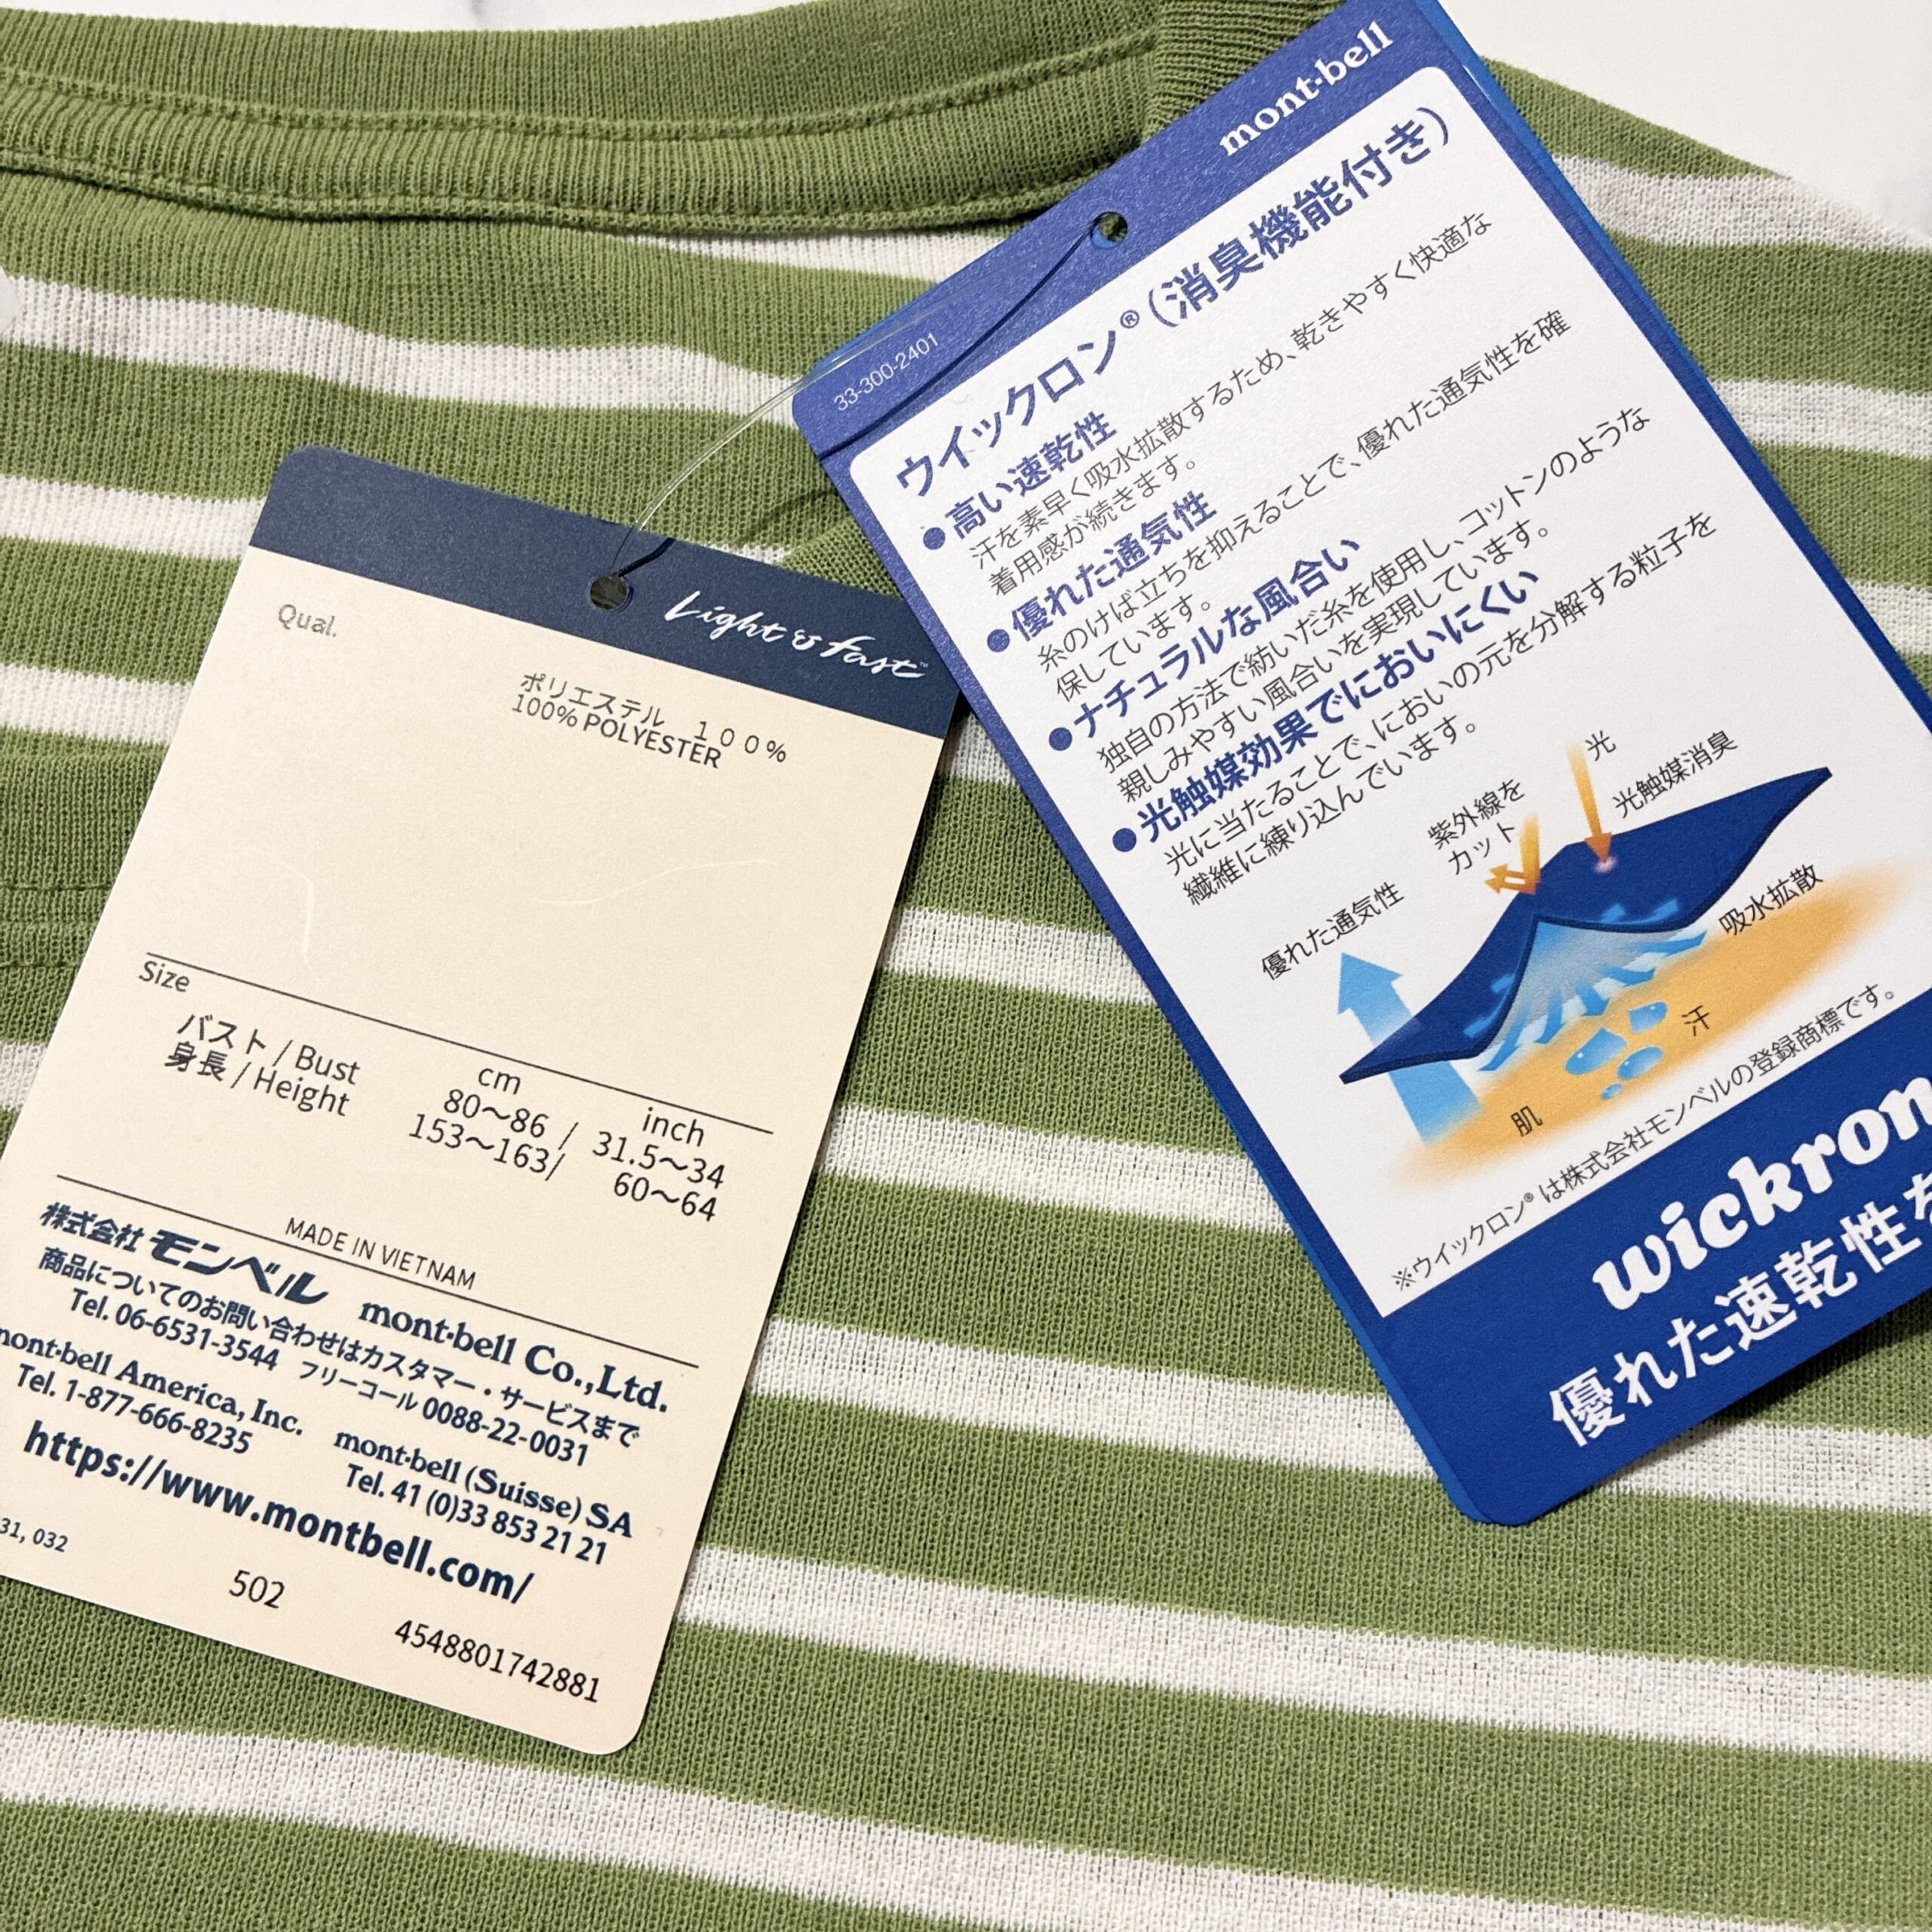 Light & Fast™
Qual.
ポリエステル　１００％
100% POLYESTER
Size
cm
inch
バスト / Bust 80〜86 / 31.5〜34
身長 / Height 153〜163/ 60〜64
MADE IN VIETNAM
株式会社 モンベル mont·bell Co.,Ltd.
商品についてのお問い合わせはカスタマー・サービスまで
Tel. 06-6531-3544 フリーコール 0088-22-0031
mont·bell America, Inc. mont·bell (Suisse) SA
Tel. 1-877-666-8235 Tel. 41 (0)33 853 21 21
https://www.montbell.com/
31, 032
502
4548801742881
mont·bell
33-300-2401
ウイックロン®(消臭機能付き)
●高い速乾性
汗を素早く吸水拡散するため、乾きやすく快適な
着用感が続きます。
●優れた通気性
糸のけば立ちを抑えることで、優れた通気性を確
保しています。
●ナチュラルな風合い
独自の方法で紡いだ糸を使用し、コットンのような
親しみやすい風合いを実現しています。
●光触媒効果でにおいにくい
光に当たることで、においの元を分解する粒子を
繊維に練り込んでいます。
光
光触媒消臭
紫外線を
カット
優れた通気性
吸水拡散
汗
肌
※ウイックロン®は株式会社モンベルの登録商標です。
wickron
優れた速乾性を